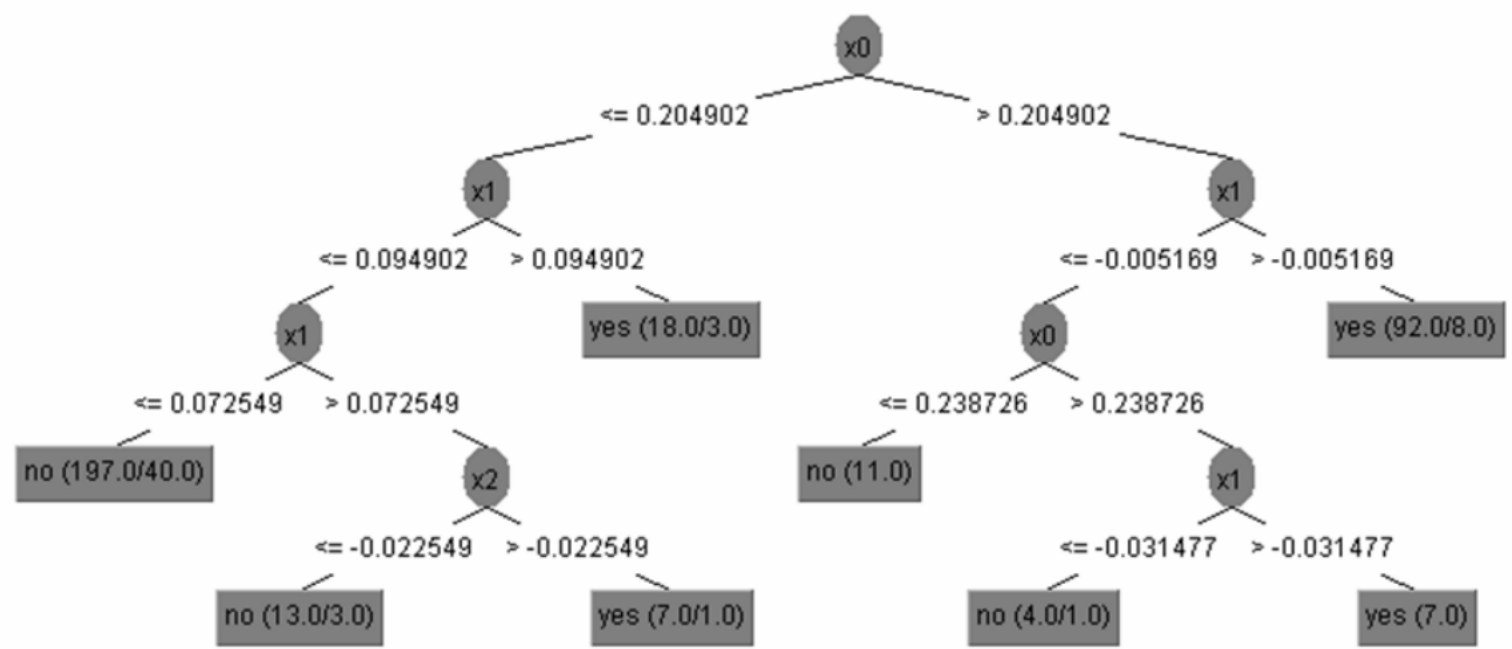 x0
<= 0.204902 > 0.204902
x1 x1
<= 0.094902 > 0.094902 <= -0.005169 > -0.005169
x1 yes (18.0/3.0) x0 yes (92.0/8.0)
<= 0.072549 > 0.072549 <= 0.238726 > 0.238726
no (197.0/40.0) x2 no (11.0) x1
<= -0.022549 > -0.022549 <= -0.031477 > -0.031477
no (13.0/3.0) yes (7.0/1.0) no (4.0/1.0) yes (7.0)